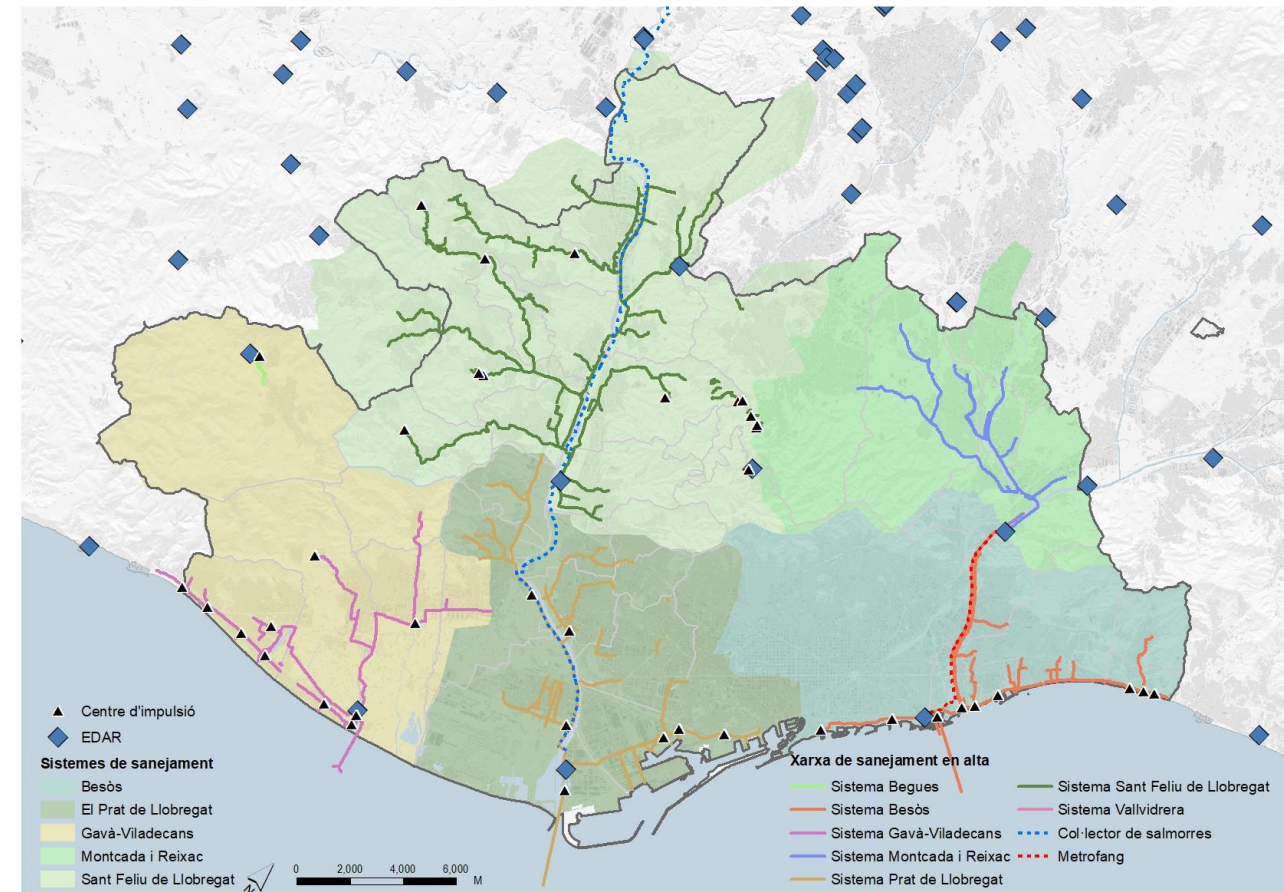 Centre d'impulsió
EDAR
Sistemes de sanejament
Besòs
El Prat de Llobregat
Gavà-Viladecans
Montcada i Reixac
Sant Feliu de Llobregat
N
0 2,000 4,000 6,000
M
Xarxa de sanejament en alta
Sistema Begues
Sistema Besòs
Sistema Gavà-Viladecans
Sistema Montcada i Reixac
Sistema Prat de Llobregat
Sistema Sant Feliu de Llobregat
Sistema Vallvidrera
Col·lector de salmorres
Metrofang